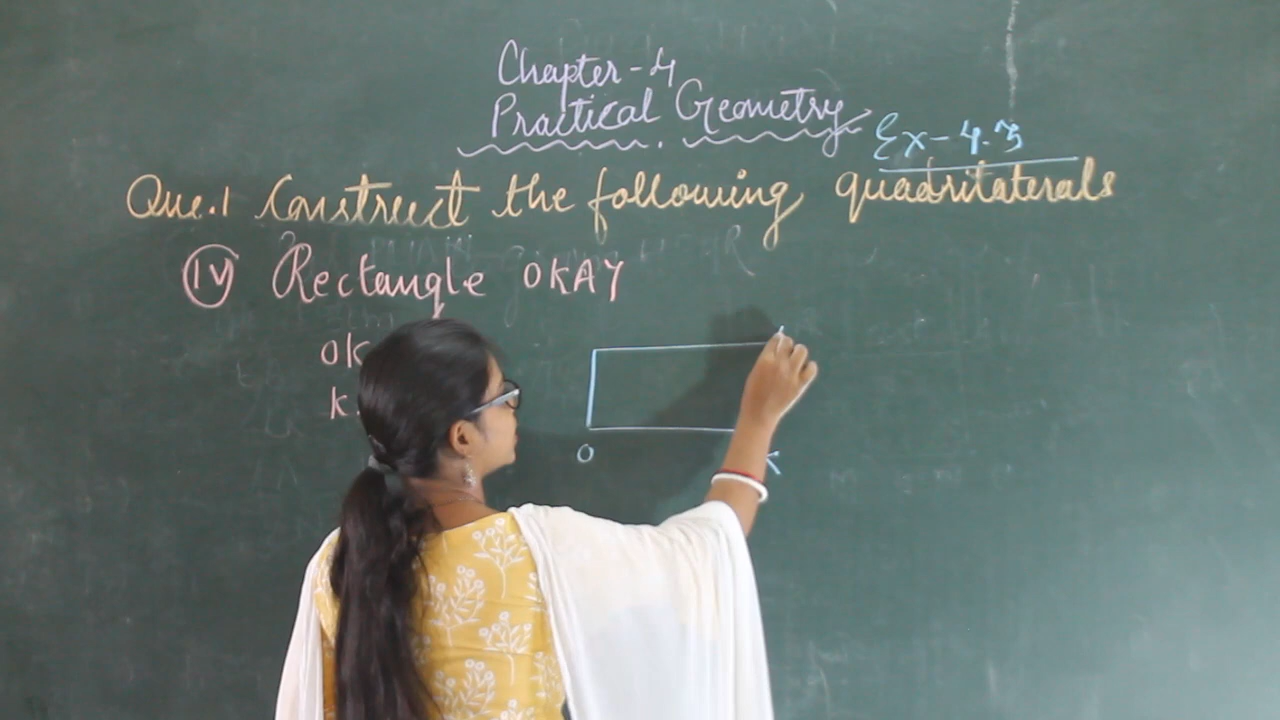 Chapter-4
Practical Geometry
Ex-4.3
Que.1 Construct the following quadrilaterals
iv Rectangle OKAY
OK
K
O K